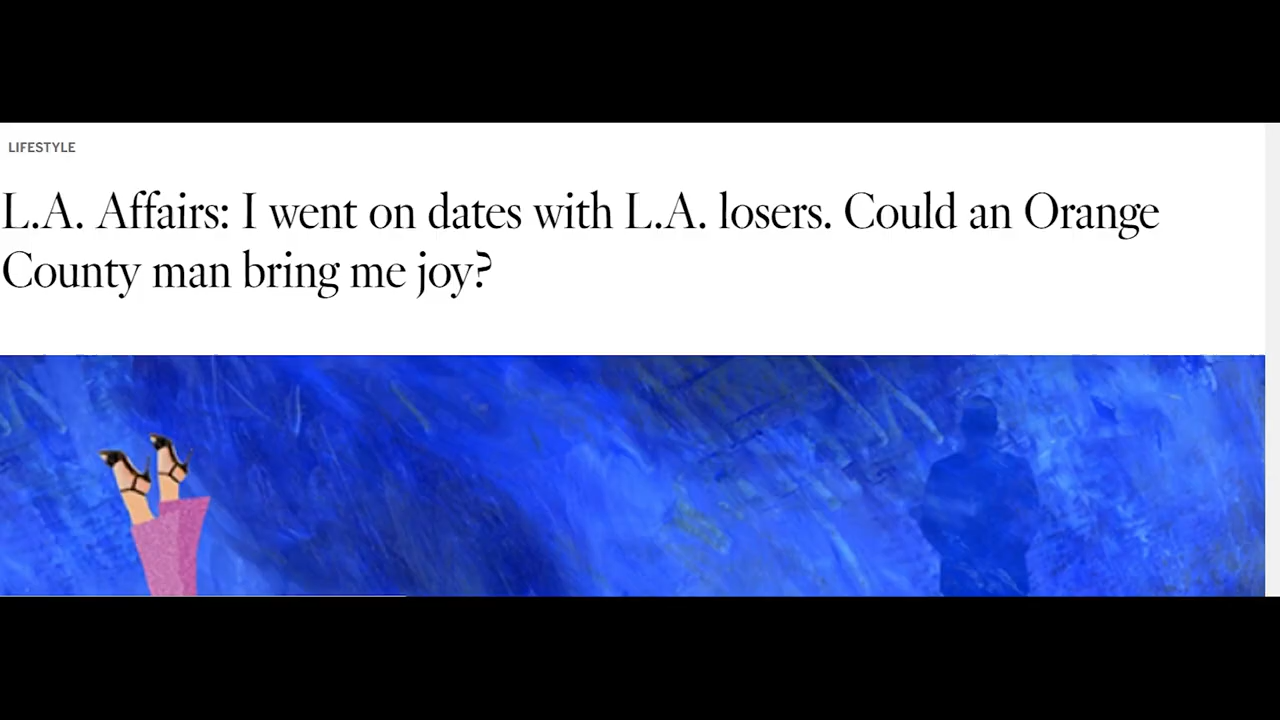 LIFESTYLE
L.A. Affairs: I went on dates with L.A. losers. Could an Orange
County man bring me joy?